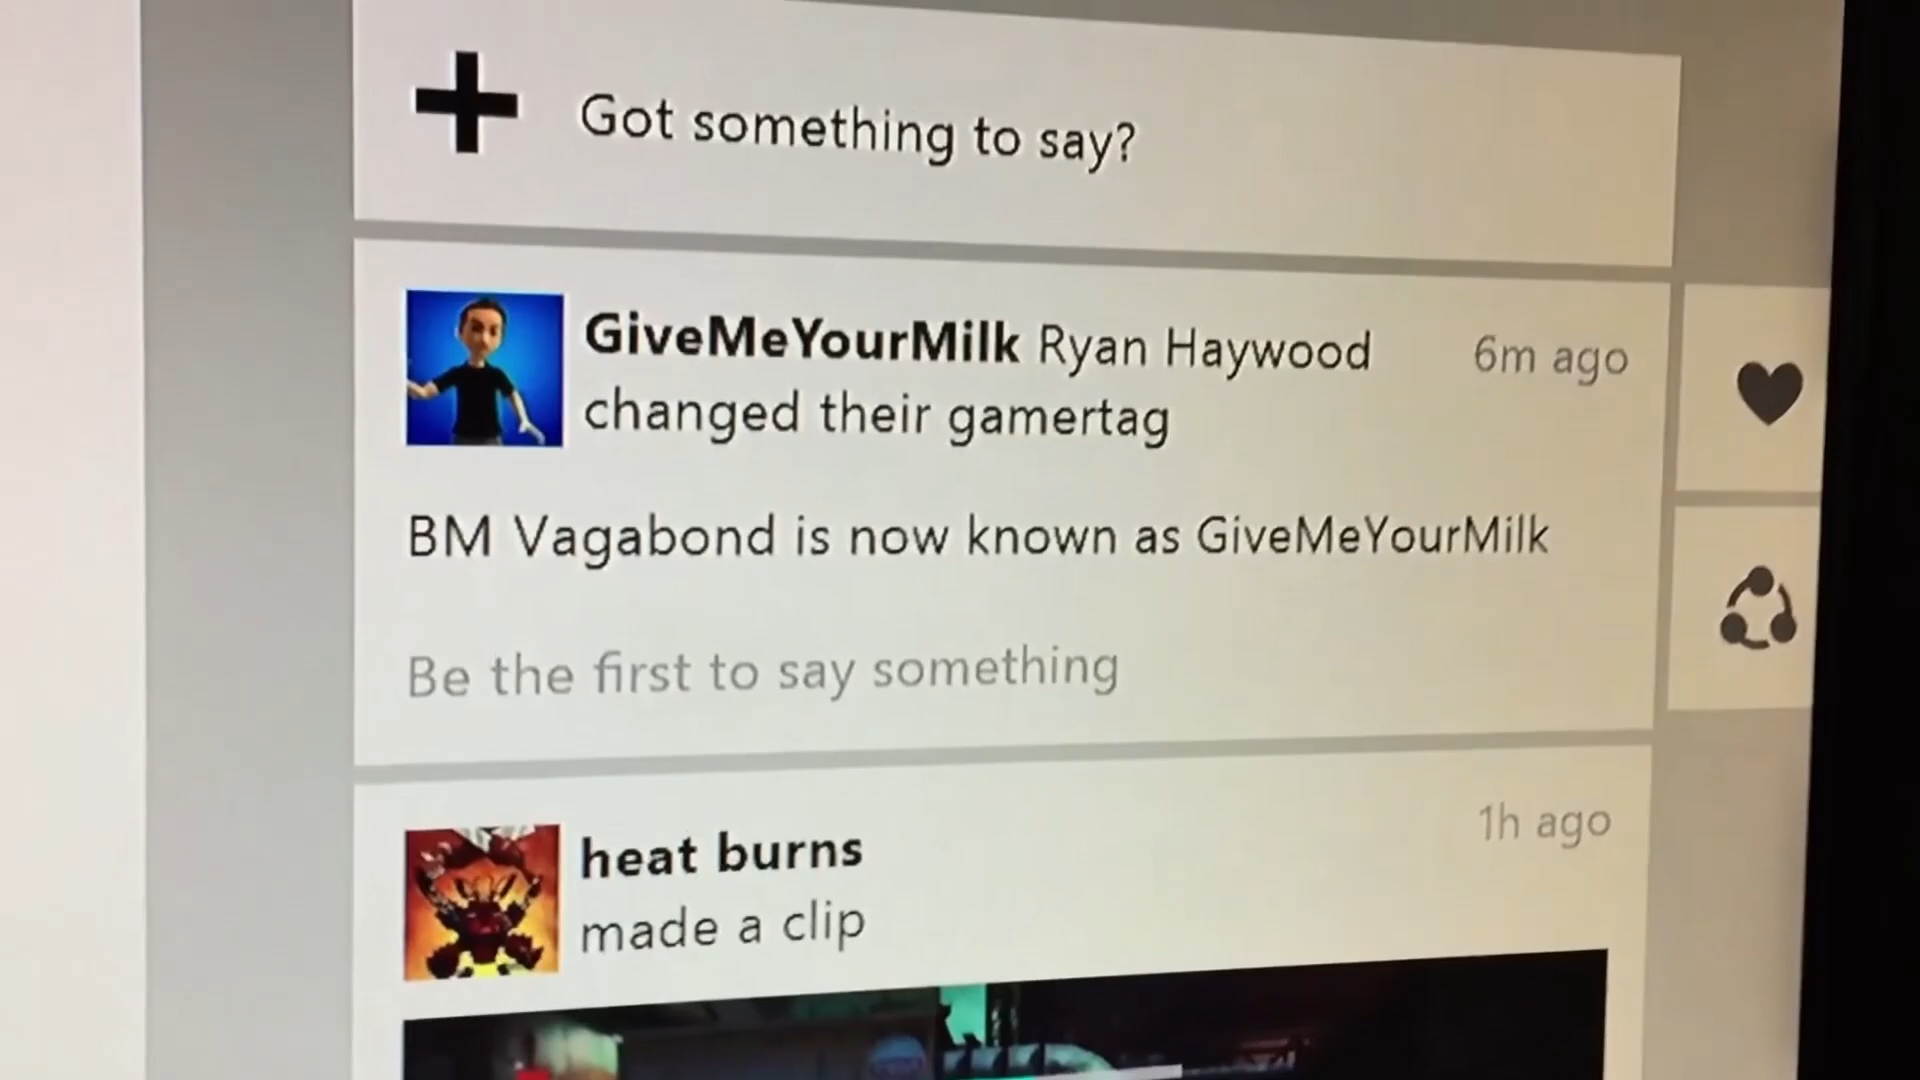 Got something to say?
GiveMeYourMilk Ryan Haywood 6m ago
changed their gamertag
BM Vagabond is now known as GiveMeYourMilk
Be the first to say something
heat burns 1h ago
made a clip